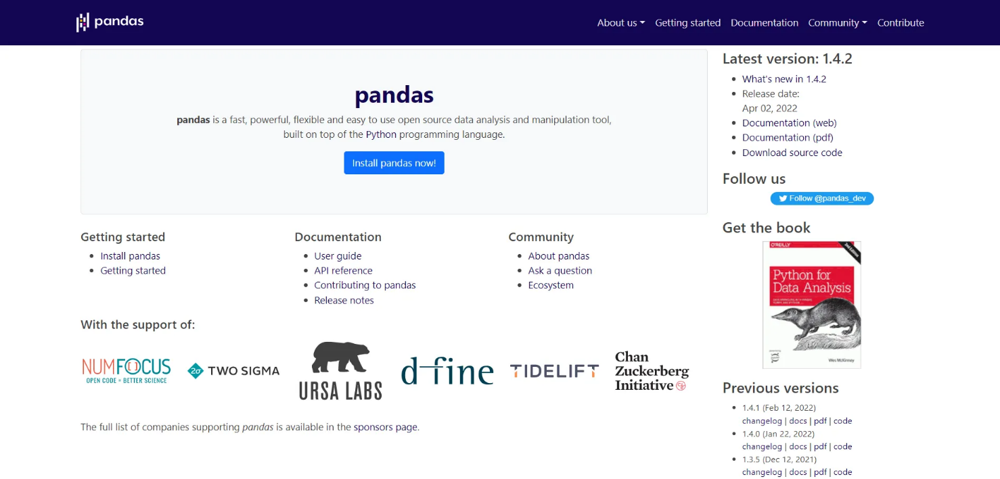 pandas
About us
Getting started
Documentation
Community
Contribute
pandas
pandas is a fast, powerful, flexible and easy to use open source data analysis and manipulation tool,
built on top of the Python programming language.
Install pandas now!
Getting started
Install pandas
Getting started
Documentation
User guide
API reference
Contributing to pandas
Release notes
Community
About pandas
Ask a question
Ecosystem
With the support of:
NUMFOCUS
OPEN CODE = BETTER SCIENCE
2σ TWO SIGMA
URSA LABS
d-fine
TIDELIFT
Chan
Zuckerberg
Initiative
The full list of companies supporting pandas is available in the sponsors page.
Latest version: 1.4.2
What's new in 1.4.2
Release date:
Apr 02, 2022
Documentation (web)
Documentation (pdf)
Download source code
Follow us
Follow @pandas_dev
Get the book
O'REILLY
2nd Edition
Python for
Data Analysis
Wes McKinney
Previous versions
1.4.1 (Feb 12, 2022)
changelog | docs | pdf | code
1.4.0 (Jan 22, 2022)
changelog | docs | pdf | code
1.3.5 (Dec 12, 2021)
changelog | docs | pdf | code